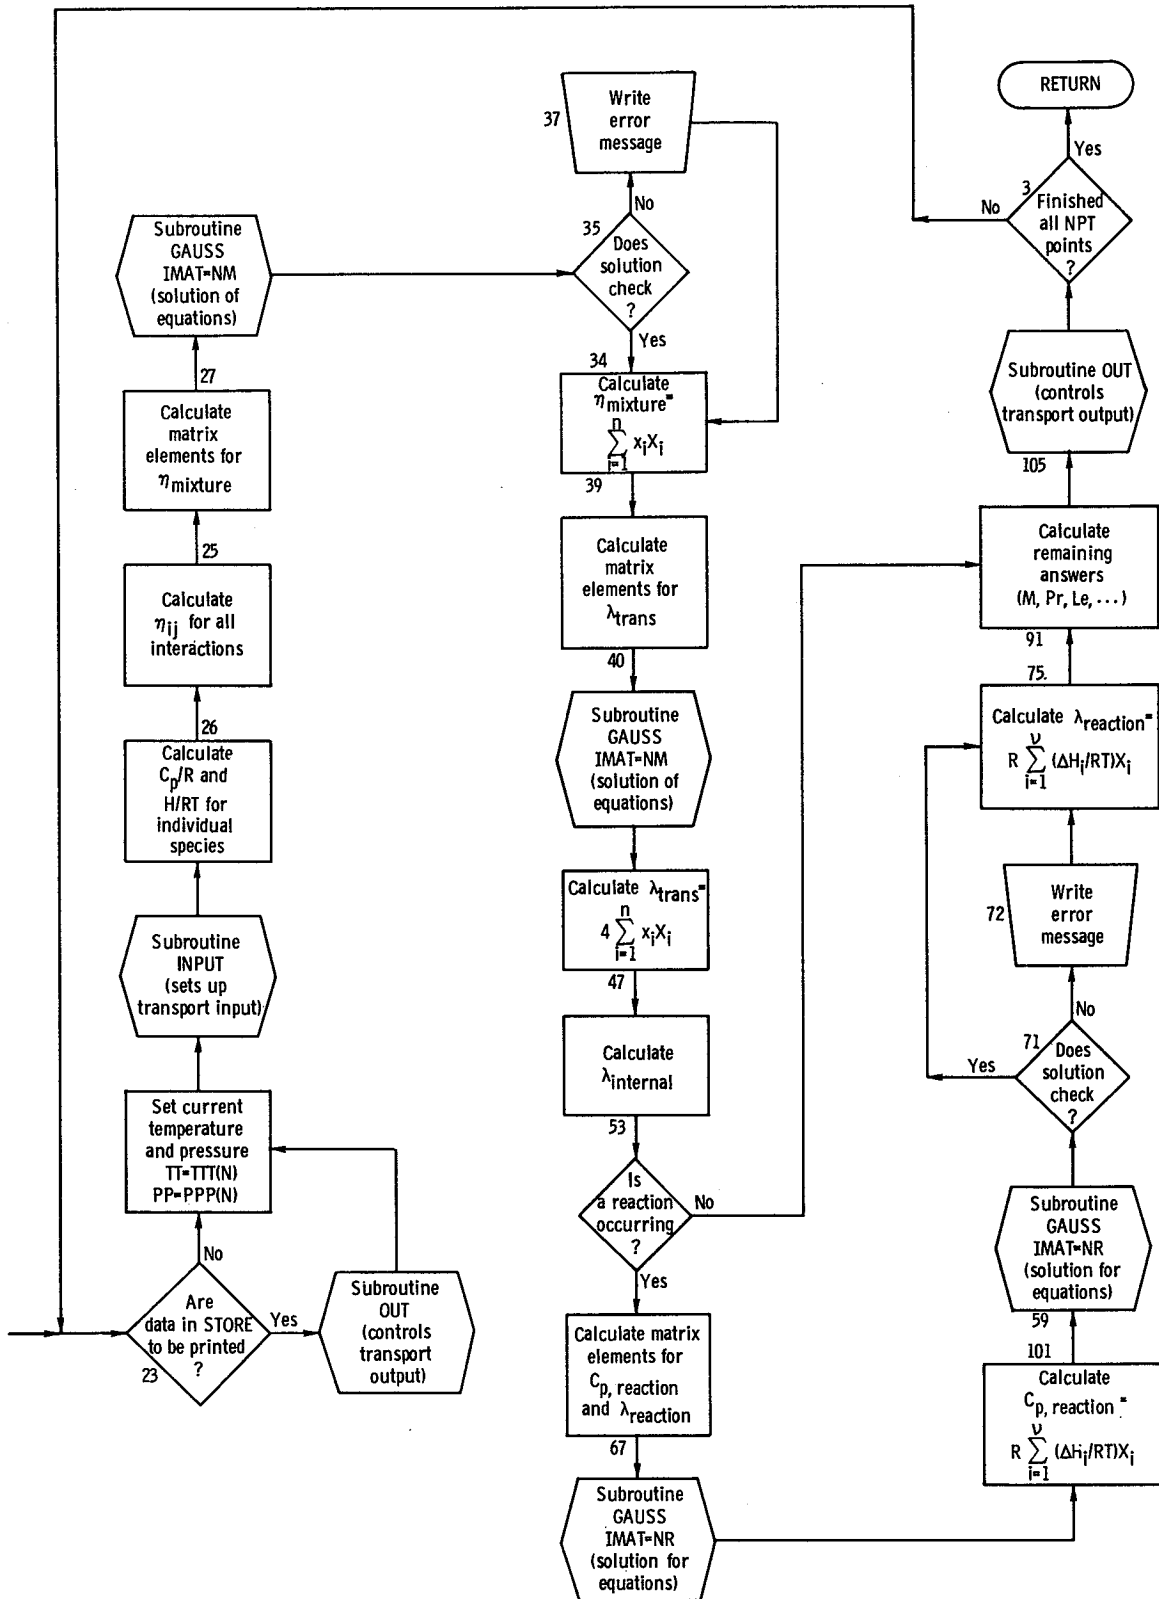 Are
data in STORE
to be printed
?
23
Yes
No
Subroutine
OUT
(controls
transport
output)
Set current
temperature
and pressure
TT=TTT(N)
PP=PPP(N)
Subroutine
INPUT
(sets up
transport input)
Calculate
Cp/R and
H/RT for
individual
species
26
Calculate
ηij for all
interactions
25
Calculate
matrix
elements for
ηmixture
27
Subroutine
GAUSS
IMAT=NM
(solution of
equations)
35
Does
solution
check
?
No
37
Write
error
message
Yes
34
Calculate
ηmixture=
n
∑ xiXi
i=1
39
Calculate
matrix
elements for
λtrans
40
Subroutine
GAUSS
IMAT=NM
(solution of
equations)
Calculate λtrans=
n
4 ∑ xiXi
i=1
47
Calculate
λinternal
53
Is
a reaction
occurring
?
No
Yes
Calculate matrix
elements for
Cp, reaction
and λreaction
67
Subroutine
GAUSS
IMAT=NR
(solution for
equations)
Calculate
Cp, reaction=
ν
R ∑ (ΔHi/RT)Xi
i=1
101
59
Subroutine
GAUSS
IMAT=NR
(solution for
equations)
71
Does
solution
check
?
Yes
No
72
Write
error
message
Calculate λreaction=
ν
R ∑ (ΔHi/RT)Xi
i=1
75.
91
Calculate
remaining
answers
(M, Pr, Le, ...)
105
Subroutine OUT
(controls
transport output)
3
Finished
all NPT
points
?
No
Yes
RETURN